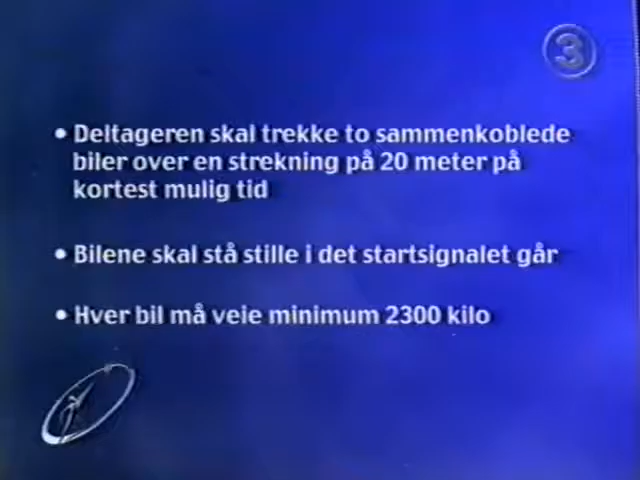 3
• Deltageren skal trekke to sammenkoblede
biler over en strekning på 20 meter på
kortest mulig tid
• Bilene skal stå stille i det startsignalet går
• Hver bil må veie minimum 2300 kilo